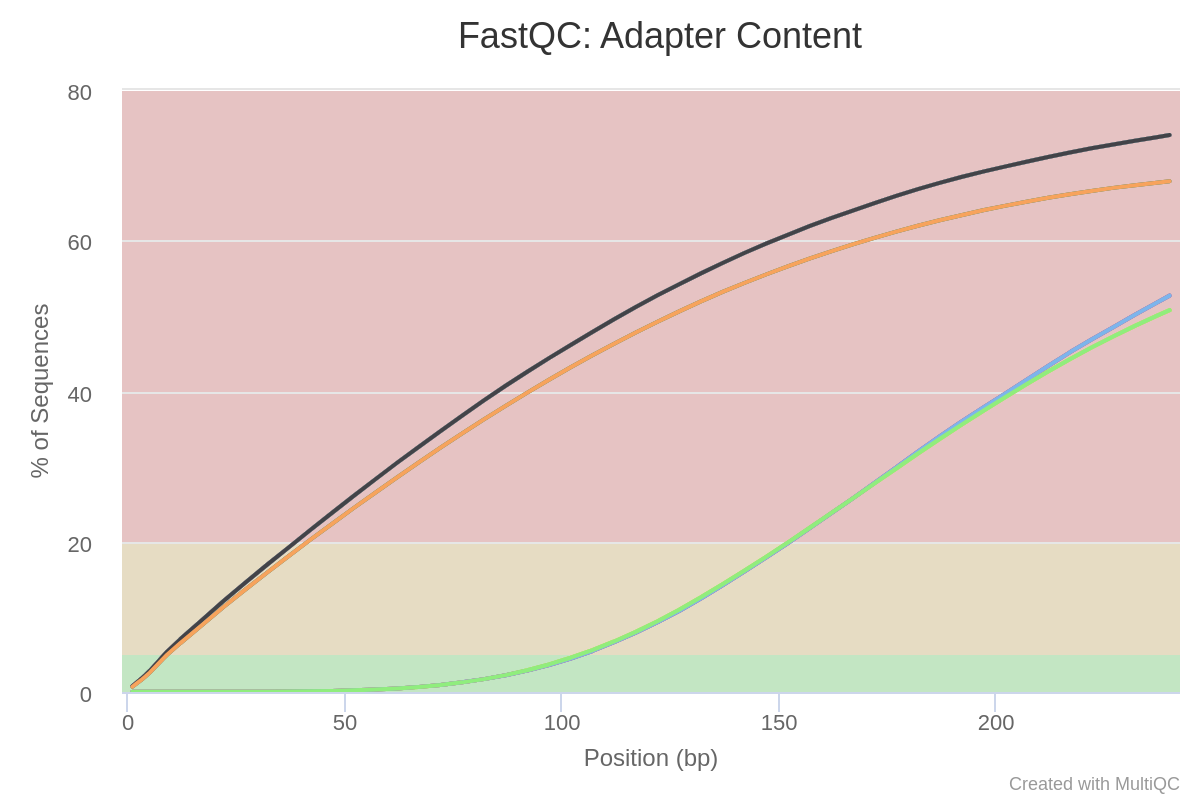 FastQC: Adapter Content
80
60
40
20
0
% of Sequences
0 50 100 150 200
Position (bp)
Created with MultiQC